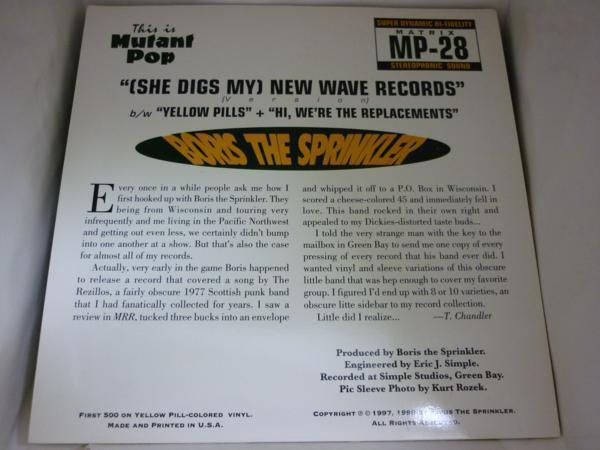 This is
Mutant
Pop
SUPER DYNAMIC HI-FIDELITY
MATRIX
MP-28
STEREOPHONIC SOUND
"(SHE DIGS MY) NEW WAVE RECORDS"
(Version)
b/w "YELLOW PILLS" + "HI, WE'RE THE REPLACEMENTS"
BORIS THE SPRINKLER
Every once in a while people ask me how I
first hooked up with Boris the Sprinkler. They
being from Wisconsin and touring very
infrequently and me living in the Pacific Northwest
and getting out even less, we certainly didn't bump
into one another at a show. But that's also the case
for almost all of my records.
Actually, very early in the game Boris happened
to release a record that covered a song by The
Rezillos, a fairly obscure 1977 Scottish punk band
that I had fanatically collected for years. I saw a
review in MRR, tucked three bucks into an envelope
and whipped it off to a P.O. Box in Wisconsin. I
scored a cheese-colored 45 and immediately fell in
love. This band rocked in their own right and
appealed to my Dickies-distorted taste buds...
I told the very strange man with the key to the
mailbox in Green Bay to send me one copy of every
pressing of every record that his band ever did. I
wanted vinyl and sleeve variations of this obscure
little band that was hep enough to cover my favorite
group. I figured I'd end up with 8 or 10 varieties, an
obscure litte sidebar to my record collection.
Little did I realize... —T. Chandler
Produced by Boris the Sprinkler.
Engineered by Eric J. Simple.
Recorded at Simple Studios, Green Bay.
Pic Sleeve Photo by Kurt Rozek.
First 500 on Yellow Pill-colored vinyl.
Made and Printed in U.S.A.
Copyright ℗ © 1997, The Sprinkler.
All Rights